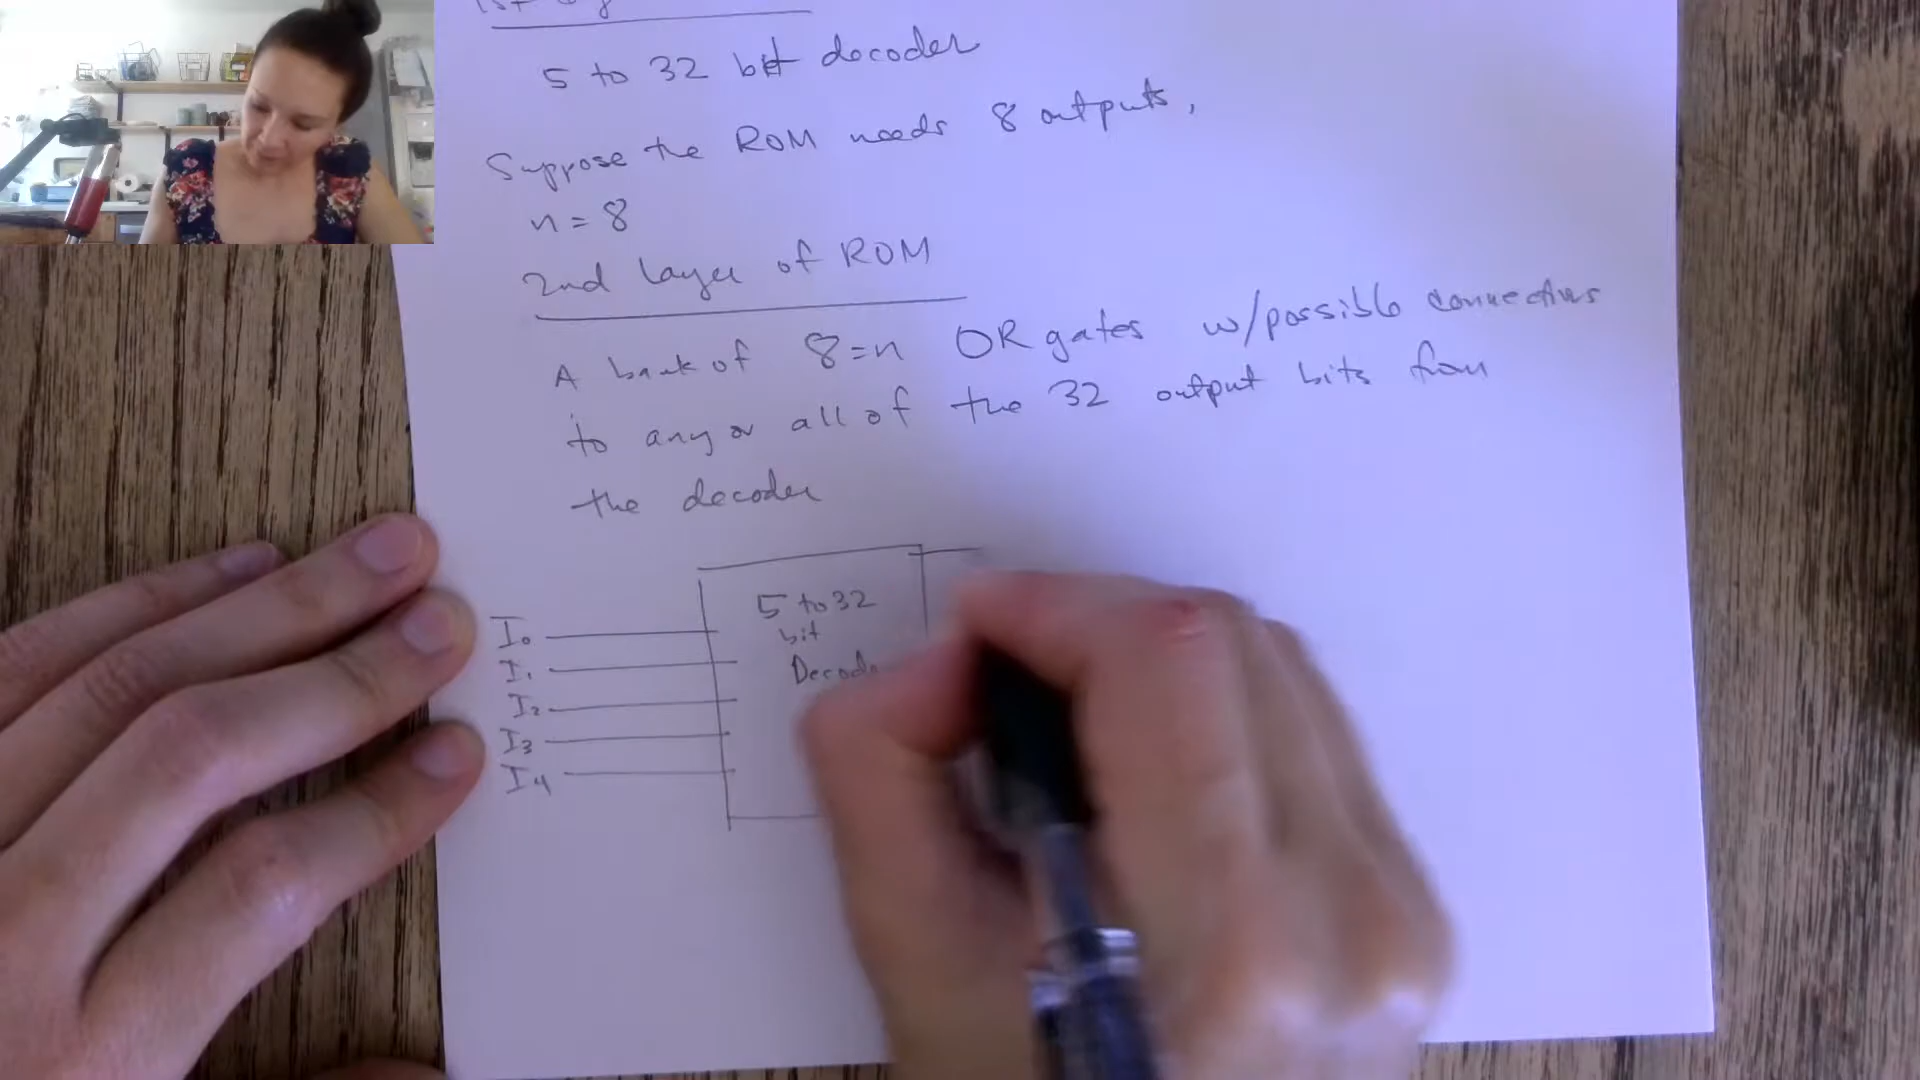 5 to 32 bit decoder
Suppose the ROM needs 8 outputs,
n = 8
2nd layer of ROM
A bank of 8=n OR gates w/possible connections
to any or all of the 32 output bits from
the decoder
5 to 32
bit
Decode
I0
I1
I2
I3
I4